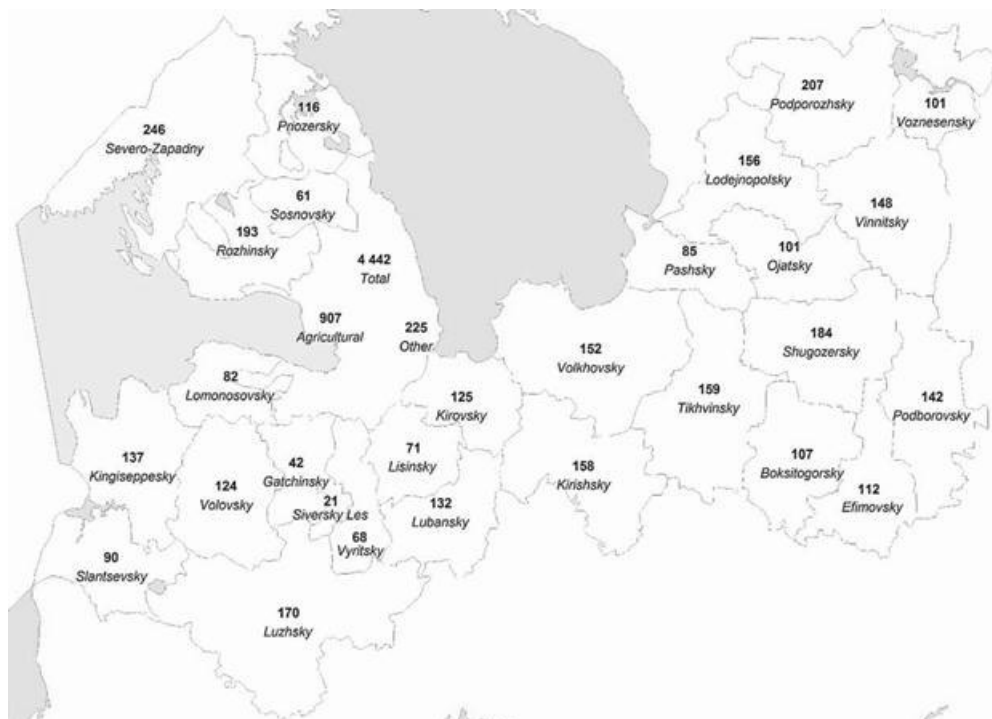 207
Podporozhsky
116
Priozersky
101
Voznesensky
246
Severo-Zapadny
156
Lodejnopolsky
61
Sosnovsky
148
Vinnitsky
193
Rozhinsky
101
Ojatsky
85
Pashsky
4 442
Total
907
Agricultural
225
Other
184
Shugozersky
152
Volkhovsky
82
Lomonosovsky
159
Tikhvinsky
142
Podborovsky
125
Kirovsky
137
Kingiseppesky
71
Lisinsky
107
Boksitogorsky
42
Gatchinsky
158
Kirishsky
124
Volovsky
112
Efimovsky
21
Siversky Les
132
Lubansky
68
Vyritsky
90
Slantsevsky
170
Luzhsky